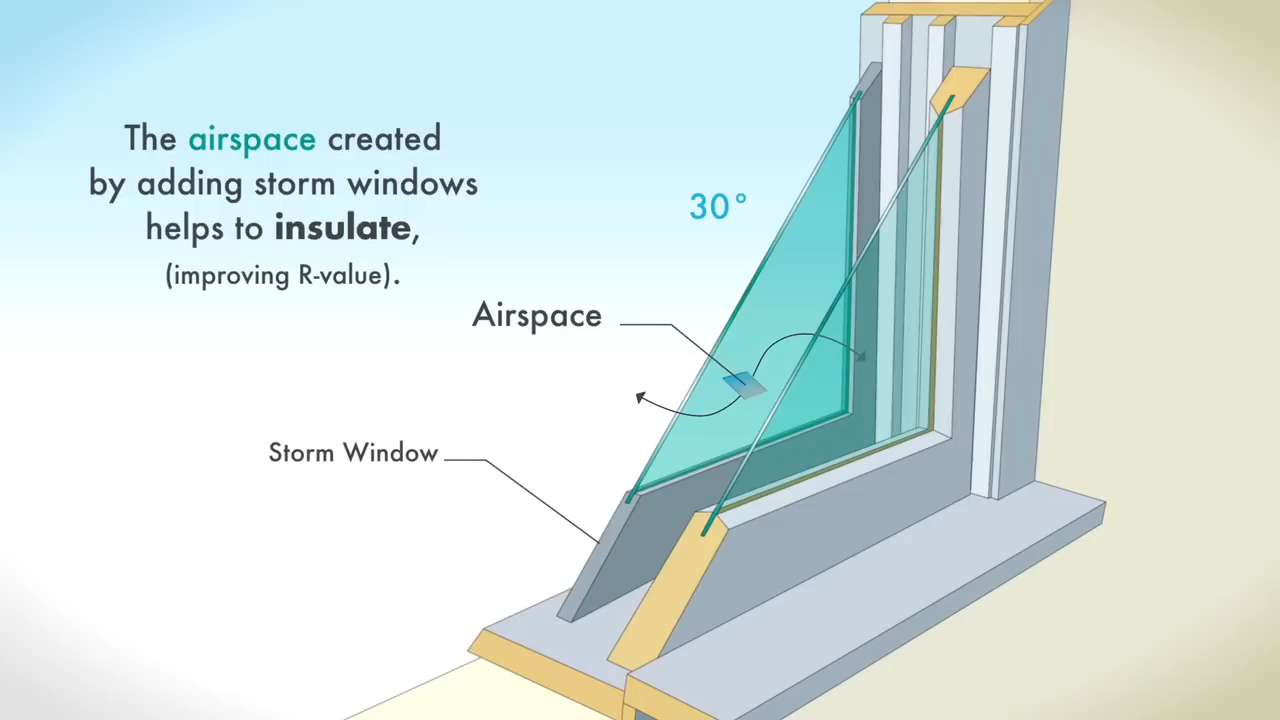 The airspace created
by adding storm windows
helps to insulate,
(improving R-value).
30°
Airspace
Storm Window